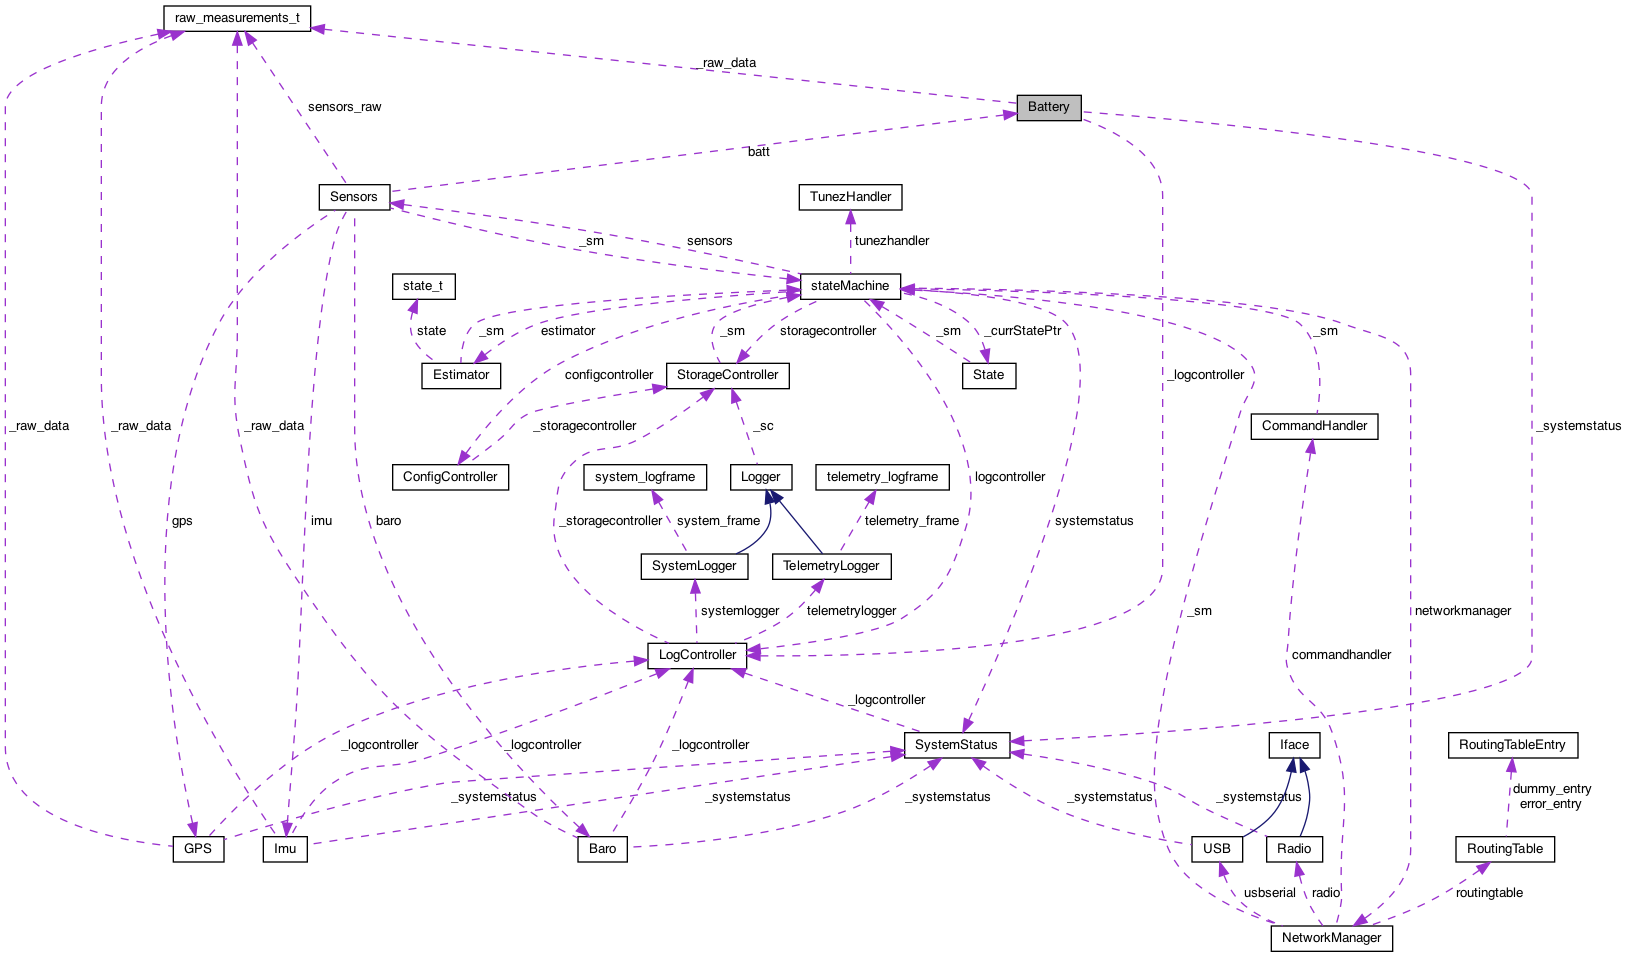 raw_measurements_t
_raw_data
Battery
sensors_raw
batt
Sensors
TunezHandler
_sm
sensors
tunezhandler
state_t
stateMachine
state
_sm
estimator
_sm
storagecontroller
_currStatePtr
_sm
_sm
Estimator
configcontroller
StorageController
State
_logcontroller
_raw_data
_raw_data
_raw_data
_storagecontroller
_sc
CommandHandler
_systemstatus
ConfigController
system_logframe
Logger
telemetry_logframe
logcontroller
gps
imu
baro
_storagecontroller
system_frame
telemetry_frame
systemstatus
SystemLogger
TelemetryLogger
systemlogger
telemetrylogger
_sm
networkmanager
LogController
commandhandler
_logcontroller
_logcontroller
_logcontroller
_logcontroller
SystemStatus
Iface
RoutingTableEntry
_systemstatus
_systemstatus
_systemstatus
_systemstatus
_systemstatus
dummy_entry
error_entry
GPS
Imu
Baro
USB
Radio
RoutingTable
usbserial
radio
routingtable
NetworkManager